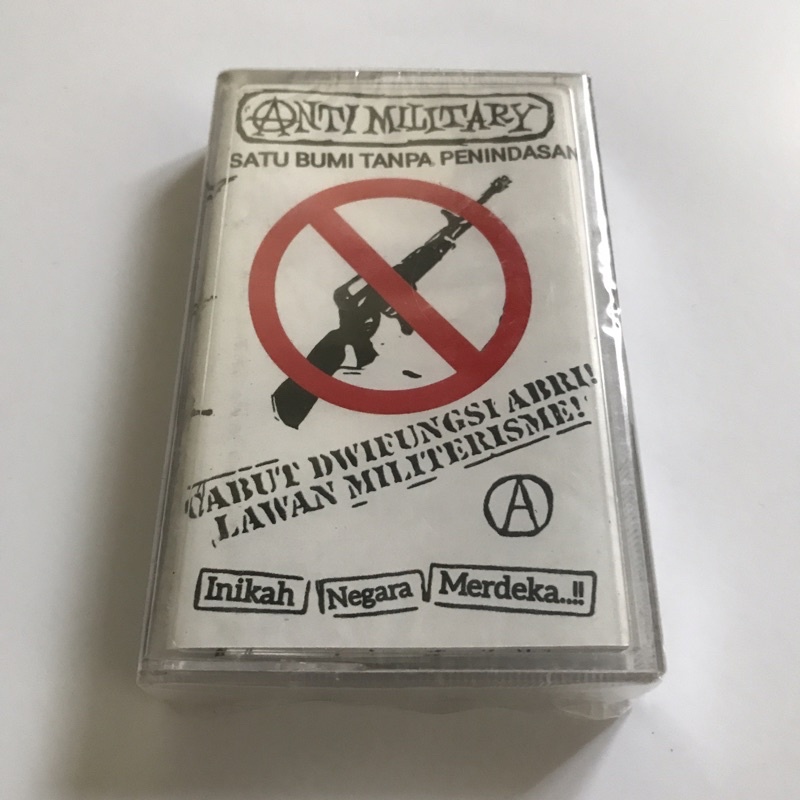 ANTI MILITARY
SATU BUMI TANPA PENINDASAN
CABUT DWIFUNGSI ABRI!
LAWAN MILITERISME!
A
Inikah Negara Merdeka..!!